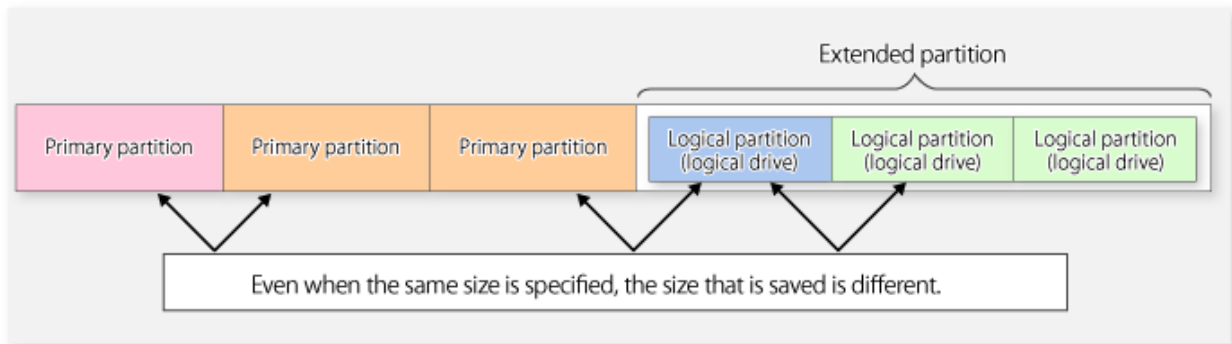 Extended partition
Primary partition
Primary partition
Primary partition
Logical partition
(logical drive)
Logical partition
(logical drive)
Logical partition
(logical drive)
Even when the same size is specified, the size that is saved is different.